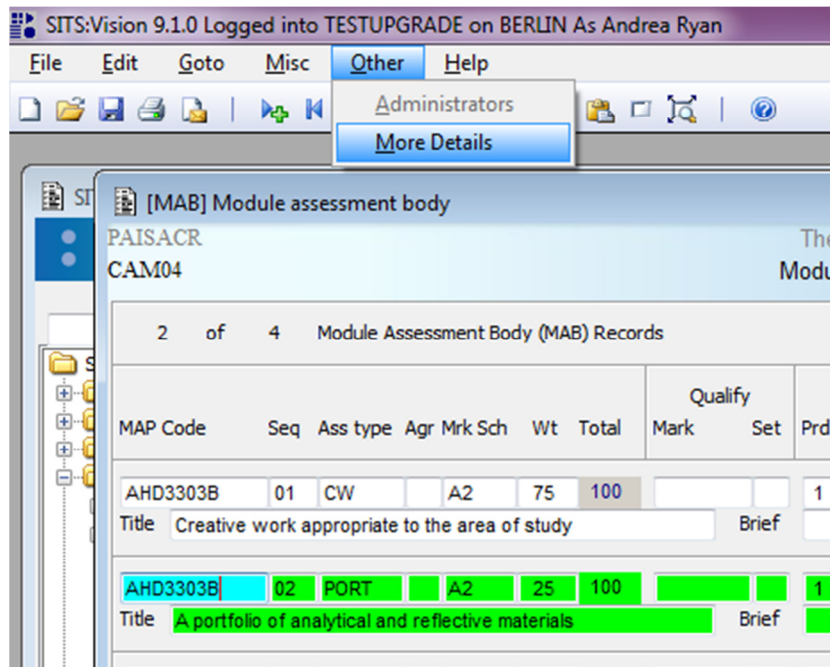 SITS:Vision 9.1.0 Logged into TESTUPGRADE on BERLIN As Andrea Ryan
File Edit Goto Misc Other Help
Administrators
More Details
[MAB] Module assessment body
PAISACR
CAM04
2 of 4 Module Assessment Body (MAB) Records
Qualify
MAP Code Seq Ass type Agr Mrk Sch Wt Total Mark Set Prd
AHD3303B 01 CW A2 75 100 1
Title Creative work appropriate to the area of study Brief
AHD3303B 02 PORT A2 25 100 1
Title A portfolio of analytical and reflective materials Brief